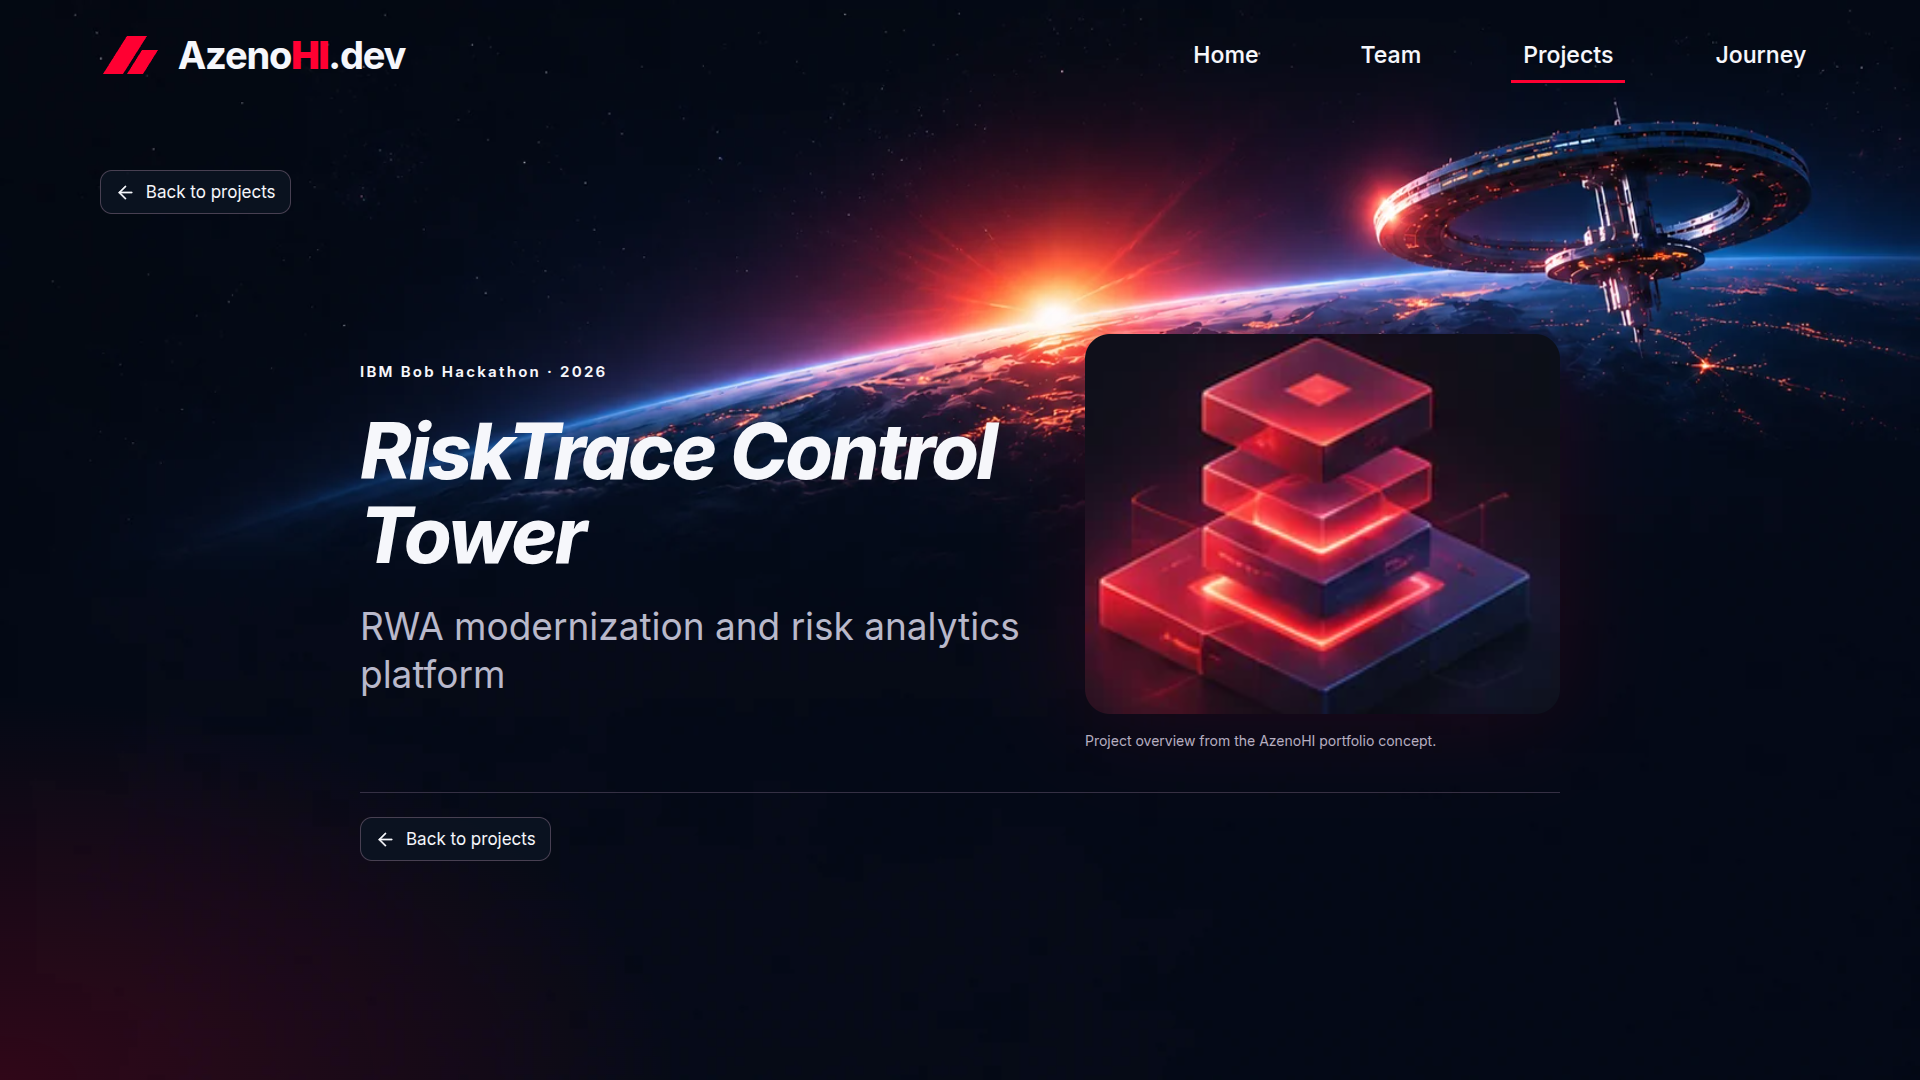 AzenoHI.dev
Home
Team
Projects
Journey
Back to projects
IBM Bob Hackathon · 2026
RiskTrace Control
Tower
RWA modernization and risk analytics
platform
Project overview from the AzenoHI portfolio concept.
Back to projects